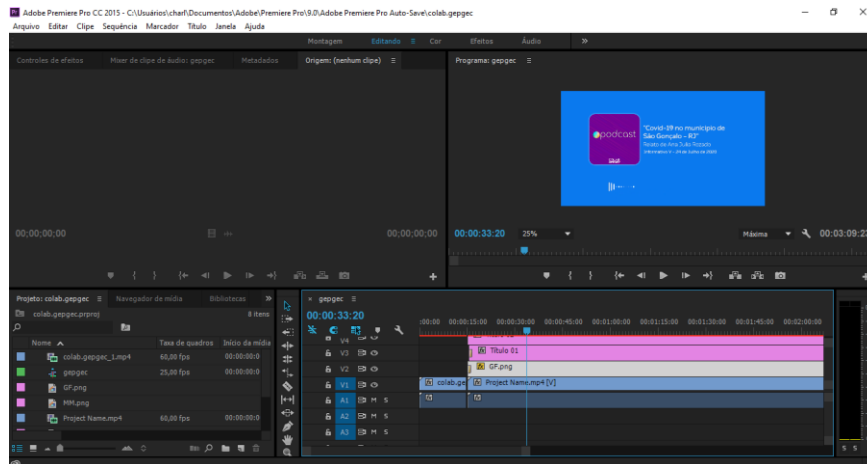 Adobe Premiere Pro CC 2015 - C:\Usuários\charl\Documentos\Adobe\Premiere Pro\9.0\Adobe Premiere Pro Auto-Save\colab.gepgec
Arquivo Editar Clipe Sequência Marcador Título Janela Ajuda
Montagem Editando Cor Efeitos Áudio
Controles de efeitos Mixer de clipe de áudio: gepgec Metadados Origem: (nenhum clipe) Programa: gepgec
podcast
"Covid-19 no município de
São Gonçalo - RJ"
00;00;00;00 00;00;00;00 00:00:33:20 25% Máxima 00:03:09:23
Projeto: colab.gepgec Navegador de mídia Bibliotecas
colab.gepgec.prproj 8 itens
Nome Taxa de quadros Início da mídia
colab.gepgec_1.mp4 60,00 fps 00:00:00:0
gepgec 25,00 fps 00:00:00:0
GF.png
MM.png
Project Name.mp4 60,00 fps 00:00:00:0
gepgec
00:00:33:20
:00:00 00:00:15:00 00:00:30:00 00:00:45:00 00:01:00:00 00:01:15:00 00:01:30:00 00:01:45:00 00:02:00:00
V4
V3 Título 01
V2 GF.png
V1 colab.ge Project Name.mp4 [V]
A1 M S
A2 M S
A3 M S
S S